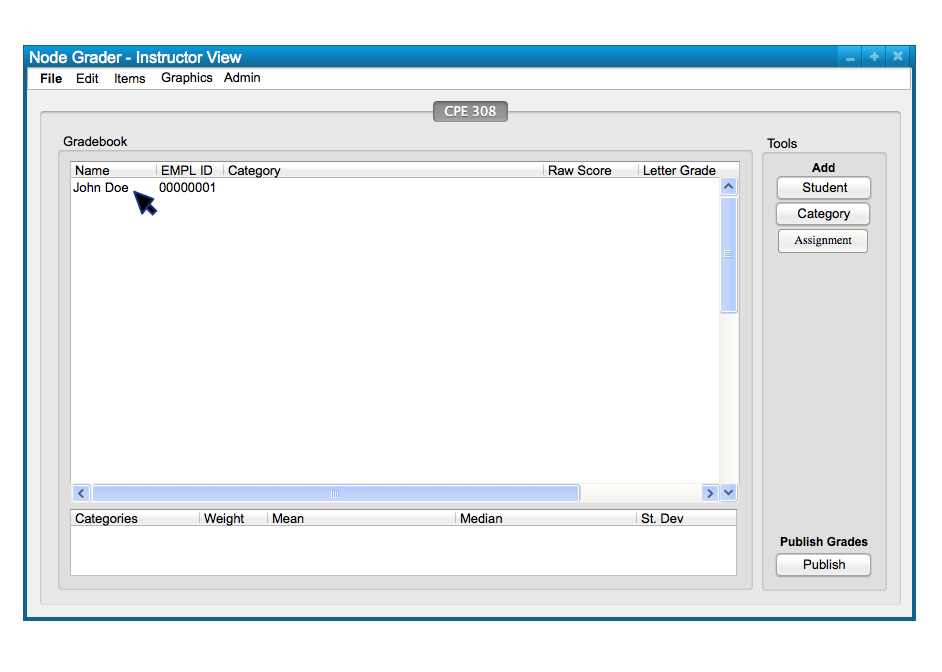 Node Grader - Instructor View
File Edit Items Graphics Admin
CPE 308
Gradebook
Name EMPL ID Category Raw Score Letter Grade
John Doe 00000001
Categories Weight Mean Median St. Dev
Tools
Add
Student
Category
Assignment
Publish Grades
Publish